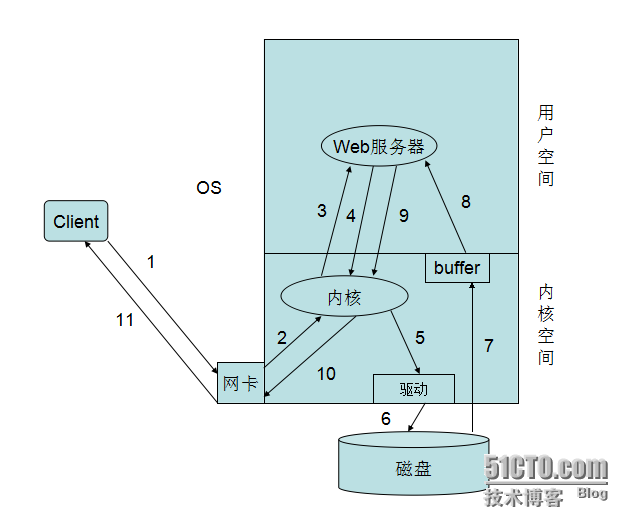 用户空间
Web服务器
OS
3
4
9
8
Client
1
buffer
内核
内核空间
11
2
5
7
10
网卡
驱动
6
磁盘
51CTO.com
技术博客 Blog